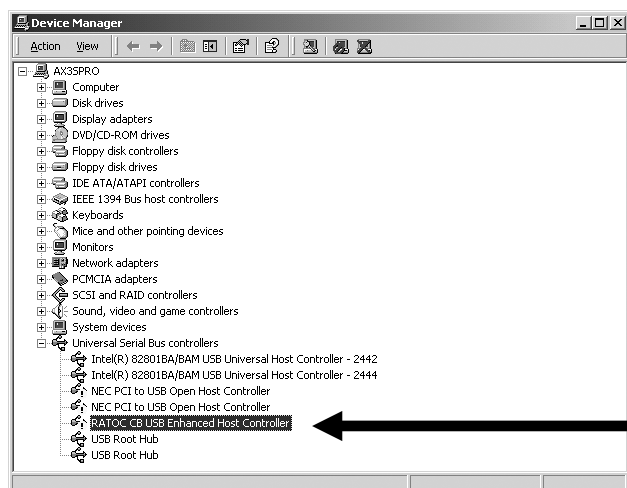 Device Manager
Action View
AX3SPRO
Computer
Disk drives
Display adapters
DVD/CD-ROM drives
Floppy disk controllers
Floppy disk drives
IDE ATA/ATAPI controllers
IEEE 1394 Bus host controllers
Keyboards
Mice and other pointing devices
Monitors
Network adapters
PCMCIA adapters
SCSI and RAID controllers
Sound, video and game controllers
System devices
Universal Serial Bus controllers
Intel(R) 82801BA/BAM USB Universal Host Controller - 2442
Intel(R) 82801BA/BAM USB Universal Host Controller - 2444
NEC PCI to USB Open Host Controller
NEC PCI to USB Open Host Controller
RATOC CB USB Enhanced Host Controller
USB Root Hub
USB Root Hub